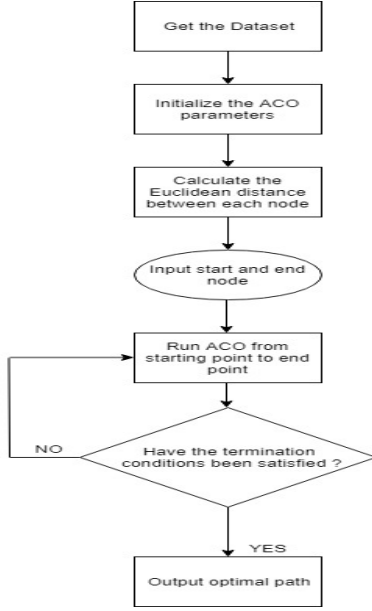 Get the Dataset
Initialize the ACO
parameters
Calculate the
Euclidean distance
between each node
Input start and end
node
Run ACO from
starting point to end
point
Have the termination
conditions been satisfied ?
NO
YES
Output optimal path